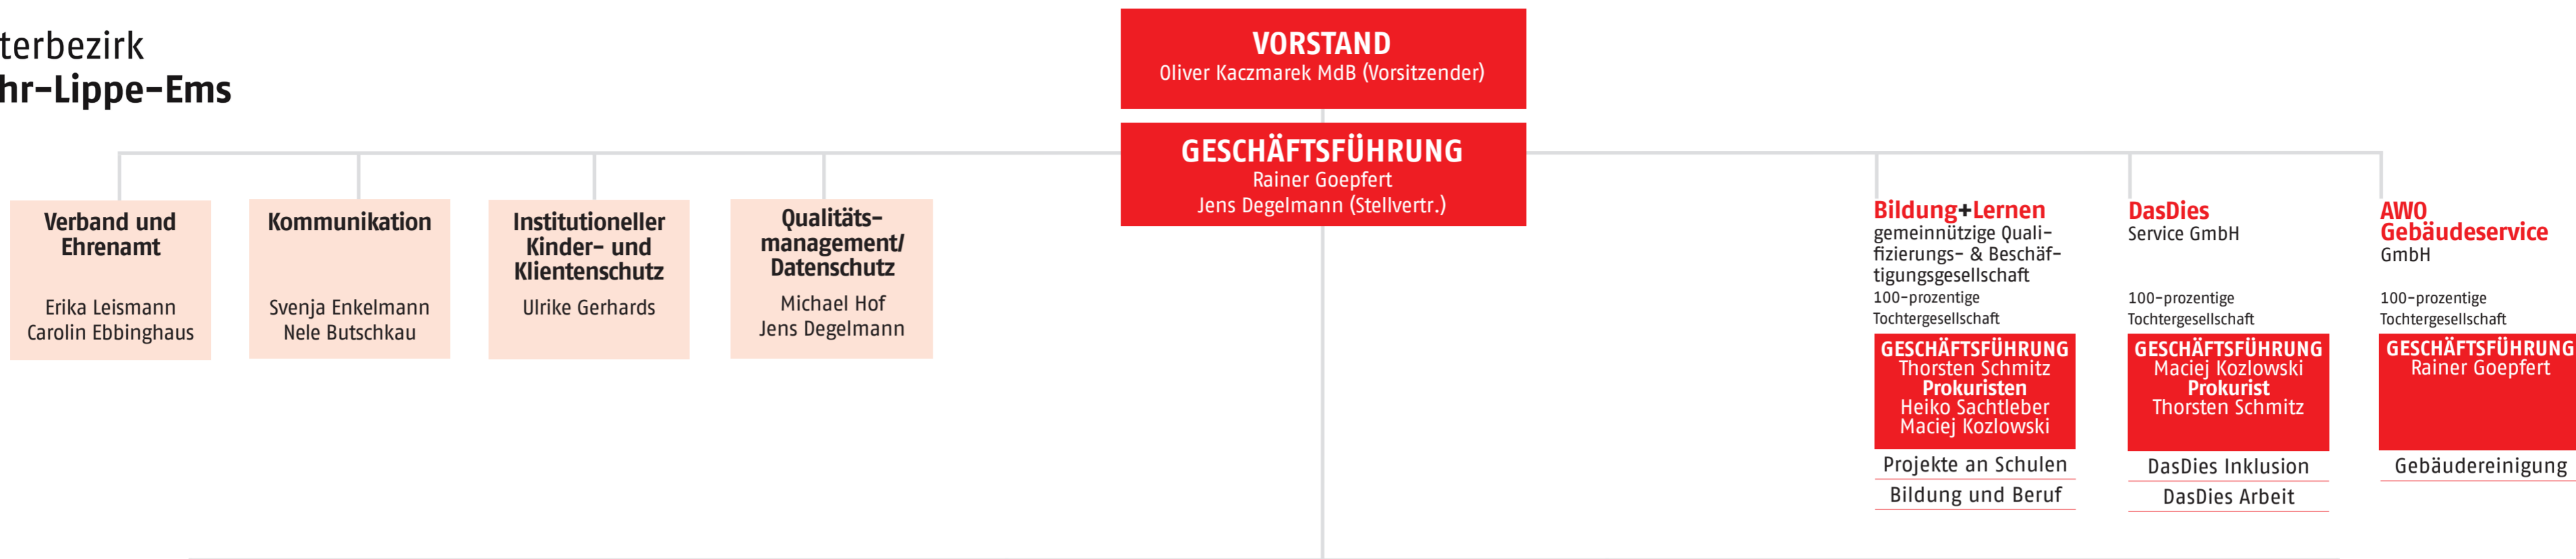 terbezirk
hr-Lippe-Ems
VORSTAND
Oliver Kaczmarek MdB (Vorsitzender)
GESCHÄFTSFÜHRUNG
Rainer Goepfert
Jens Degelmann (Stellvertr.)
Verband und
Ehrenamt
Erika Leismann
Carolin Ebbinghaus
Kommunikation
Svenja Enkelmann
Nele Butschkau
Institutioneller
Kinder- und
Klientenschutz
Ulrike Gerhards
Qualitäts-
management/
Datenschutz
Michael Hof
Jens Degelmann
Bildung+Lernen
gemeinnützige Quali-
fizierungs- & Beschäf-
tigungsgesellschaft
100-prozentige
Tochtergesellschaft
GESCHÄFTSFÜHRUNG
Thorsten Schmitz
Prokuristen
Heiko Sachtleber
Maciej Kozlowski
Projekte an Schulen
Bildung und Beruf
DasDies
Service GmbH
100-prozentige
Tochtergesellschaft
GESCHÄFTSFÜHRUNG
Maciej Kozlowski
Prokurist
Thorsten Schmitz
DasDies Inklusion
DasDies Arbeit
AWO
Gebäudeservice
GmbH
100-prozentige
Tochtergesellschaft
GESCHÄFTSFÜHRUNG
Rainer Goepfert
Gebäudereinigung